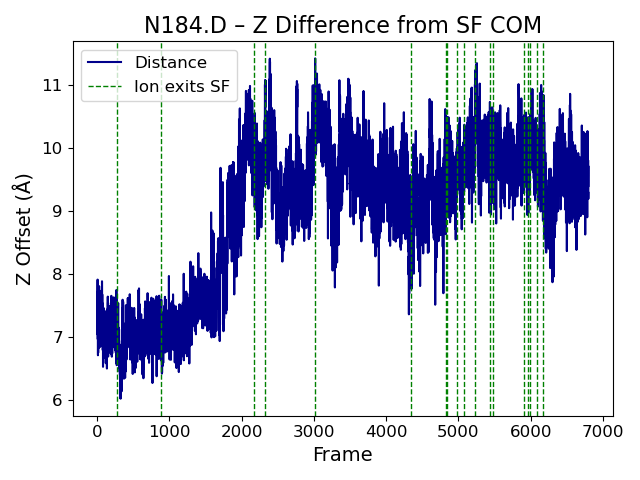 N184.D – Z Difference from SF COM
Distance
Ion exits SF
Z Offset (Å)
11
10
9
8
7
6
0 1000 2000 3000 4000 5000 6000 7000
Frame